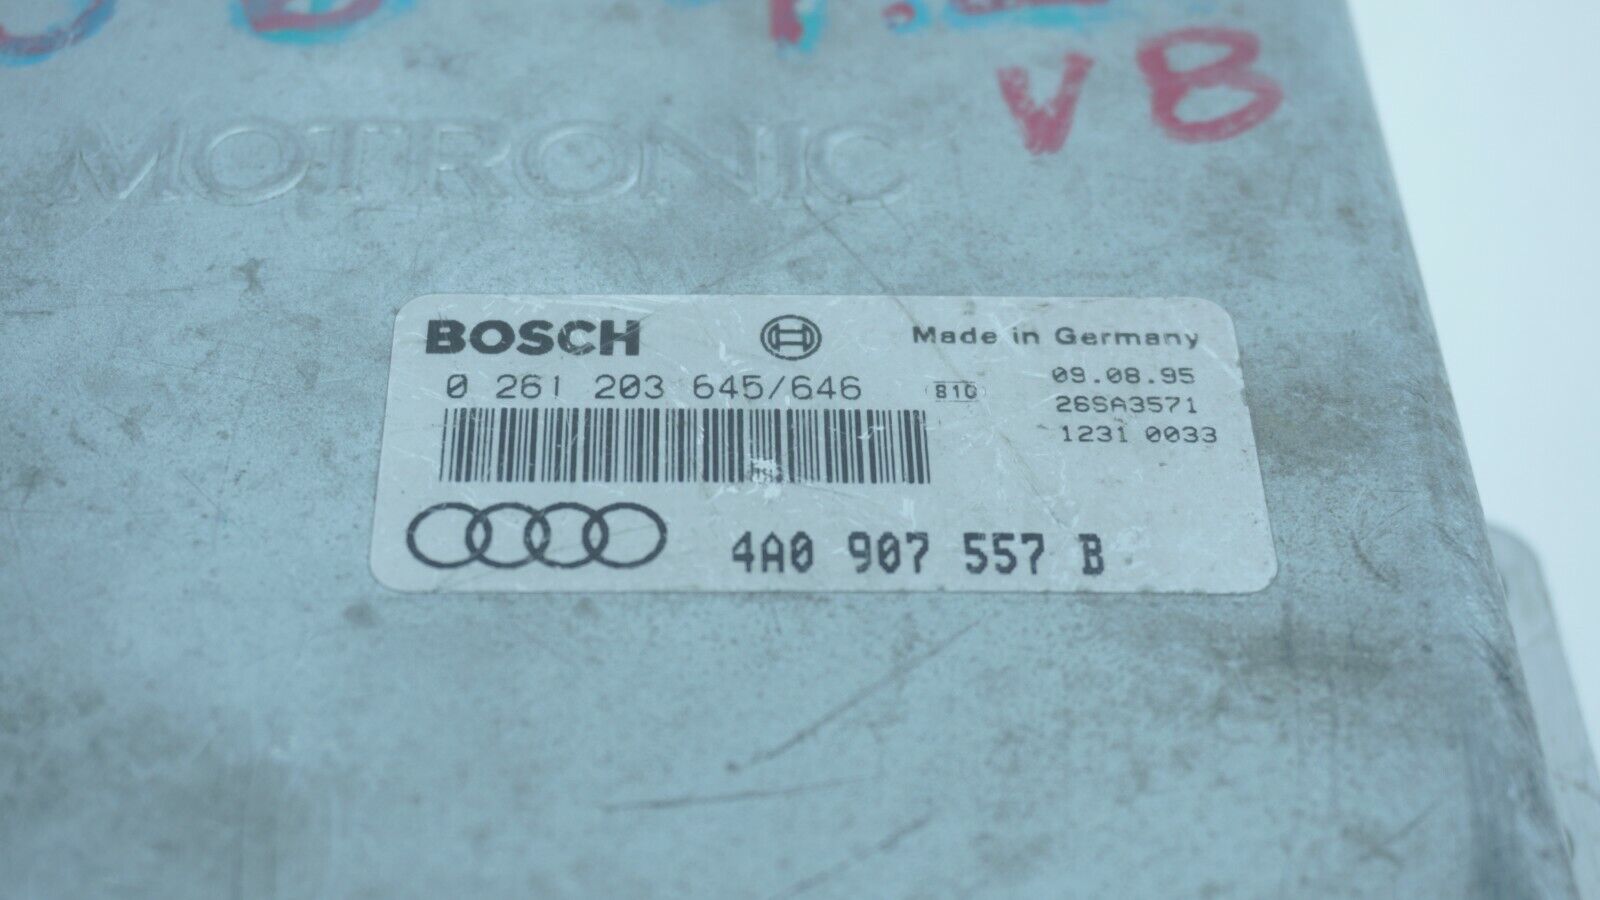 V8
MOTRONIC
BOSCH
Made in Germany
0 261 203 645/646
810
09.08.95
26SA3571
1231 0033
4A0 907 557 B